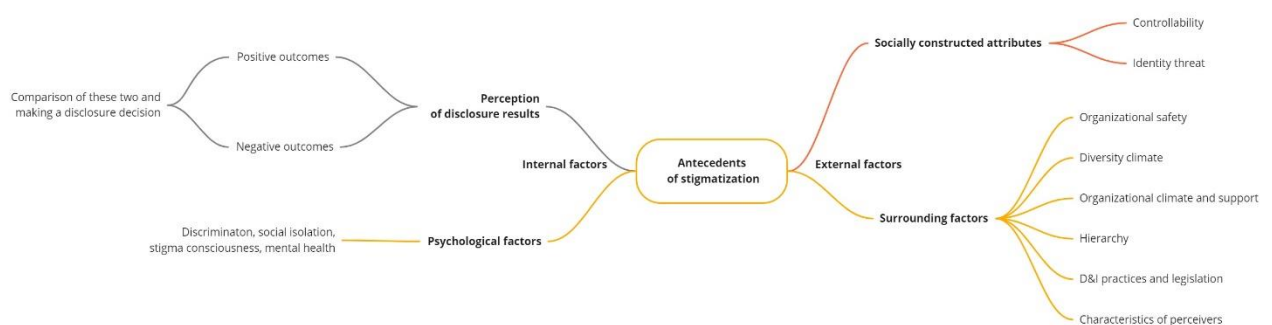 Positive outcomes
Comparison of these two and
making a disclosure decision
Negative outcomes
Perception
of disclosure results
Internal factors
Discriminaton, social isolation,
stigma consciousness, mental health
Psychological factors
Antecedents
of stigmatization
External factors
Socially constructed attributes
Controllability
Identity threat
Surrounding factors
Organizational safety
Diversity climate
Organizational climate and support
Hierarchy
D&I practices and legislation
Characteristics of perceivers